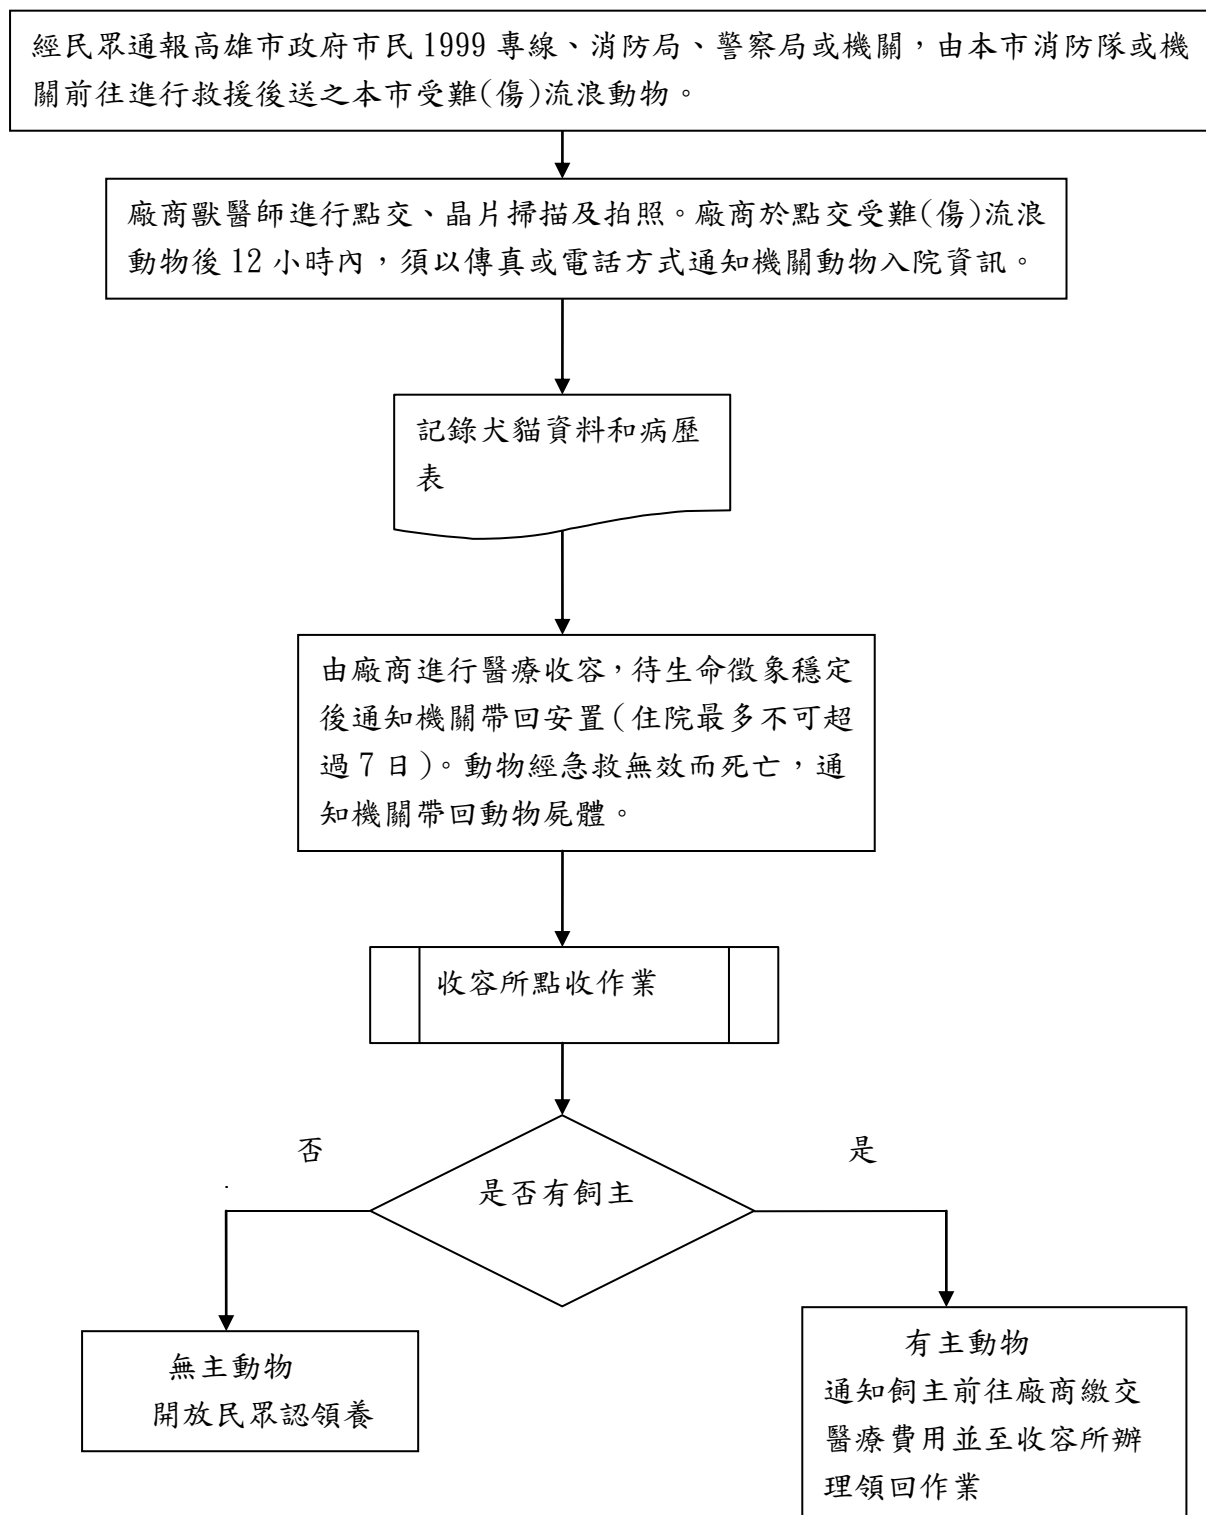 經民眾通報高雄市政府市民 1999 專線、消防局、警察局或機關，由本市消防隊或機
關前往進行救援後送之本市受難(傷)流浪動物。
廠商獸醫師進行點交、晶片掃描及拍照。廠商於點交受難(傷)流浪
動物後 12 小時內，須以傳真或電話方式通知機關動物入院資訊。
記錄犬貓資料和病歷
表
由廠商進行醫療收容，待生命徵象穩定
後通知機關帶回安置(住院最多不可超
過 7 日)。動物經急救無效而死亡，通
知機關帶回動物屍體。
收容所點收作業
否
是
是否有飼主
無主動物
開放民眾認領養
有主動物
通知飼主前往廠商繳交
醫療費用並至收容所辦
理領回作業